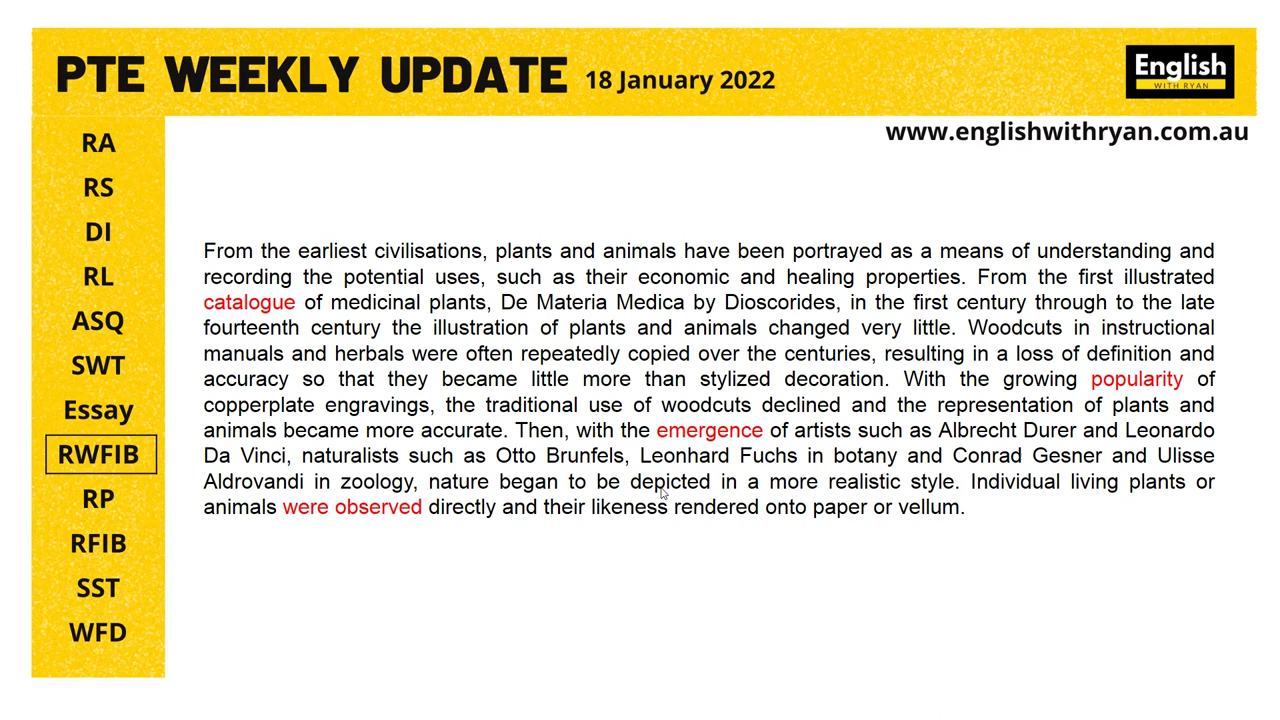 PTE WEEKLY UPDATE 18 January 2022
English
WITH RYAN
www.englishwithryan.com.au
RA
RS
DI
RL
ASQ
SWT
Essay
RWFIB
RP
RFIB
SST
WFD
From the earliest civilisations, plants and animals have been portrayed as a means of understanding and
recording the potential uses, such as their economic and healing properties. From the first illustrated
catalogue of medicinal plants, De Materia Medica by Dioscorides, in the first century through to the late
fourteenth century the illustration of plants and animals changed very little. Woodcuts in instructional
manuals and herbals were often repeatedly copied over the centuries, resulting in a loss of definition and
accuracy so that they became little more than stylized decoration. With the growing popularity of
copperplate engravings, the traditional use of woodcuts declined and the representation of plants and
animals became more accurate. Then, with the emergence of artists such as Albrecht Durer and Leonardo
Da Vinci, naturalists such as Otto Brunfels, Leonhard Fuchs in botany and Conrad Gesner and Ulisse
Aldrovandi in zoology, nature began to be depicted in a more realistic style. Individual living plants or
animals were observed directly and their likeness rendered onto paper or vellum.